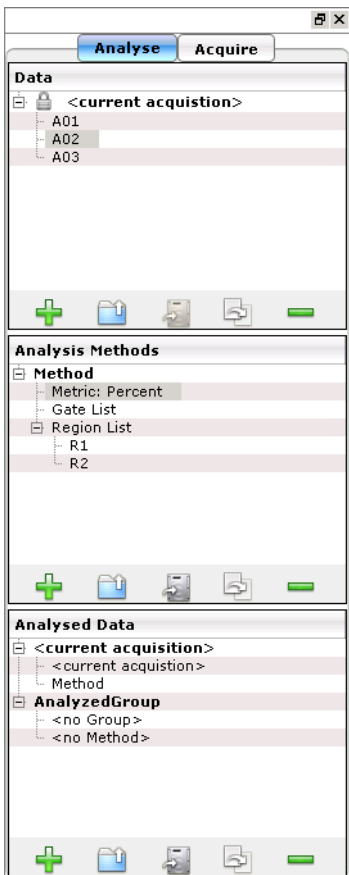 Analyse Acquire
Data
<current acquistion>
A01
A02
A03
Analysis Methods
Method
Metric: Percent
Gate List
Region List
R1
R2
Analysed Data
<current acquisition>
<current acquistion>
Method
AnalyzedGroup
<no Group>
<no Method>